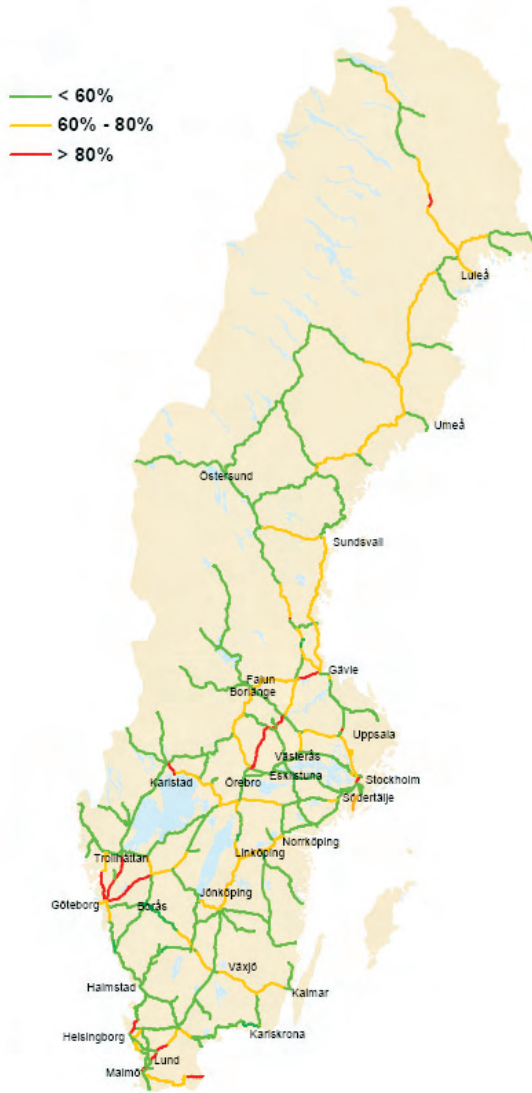 < 60%
60% - 80%
> 80%
Luleå
Umeå
Östersund
Sundsvall
Gävle
Falun
Borlänge
Uppsala
Västerås
Karlstad
Örebro
Eskilstuna
Stockholm
Södertälje
Norrköping
Trollhättan
Linköping
Göteborg
Borås
Jönköping
Växjö
Halmstad
Kalmar
Helsingborg
Karlskrona
Lund
Malmö